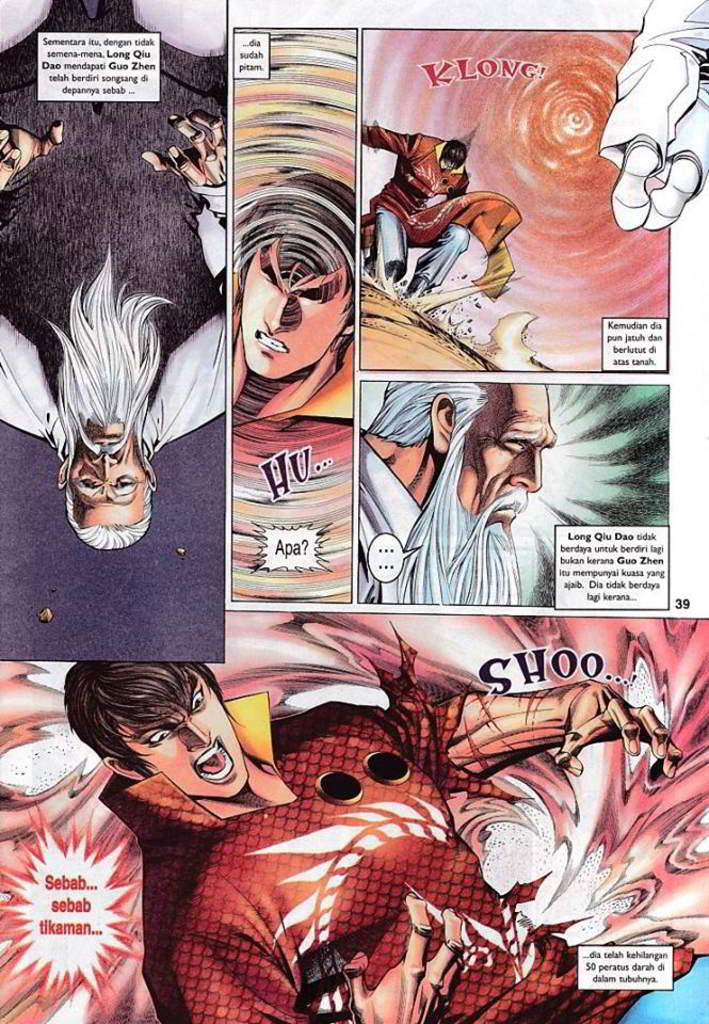 Sementara itu, dengan tidak
semena-mena, Long Qiu
Dao mendapati Guo Zhen
telah berdiri songsang di
depannya sebab ...
...dia
sudah
pitam.
HU...
Apa?
KLONG!
Kemudian dia
pun jatuh dan
berlutut di
atas tanah.
...
...
Long Qiu Dao tidak
berdaya untuk berdiri lagi
bukan kerana Guo Zhen
itu mempunyai kuasa yang
ajaib. Dia tidak berdaya
lagi kerana...
39
SHOO...!
Sebab...
sebab
tikaman...
...dia telah kehilangan
50 peratus darah di
dalam tubuhnya.